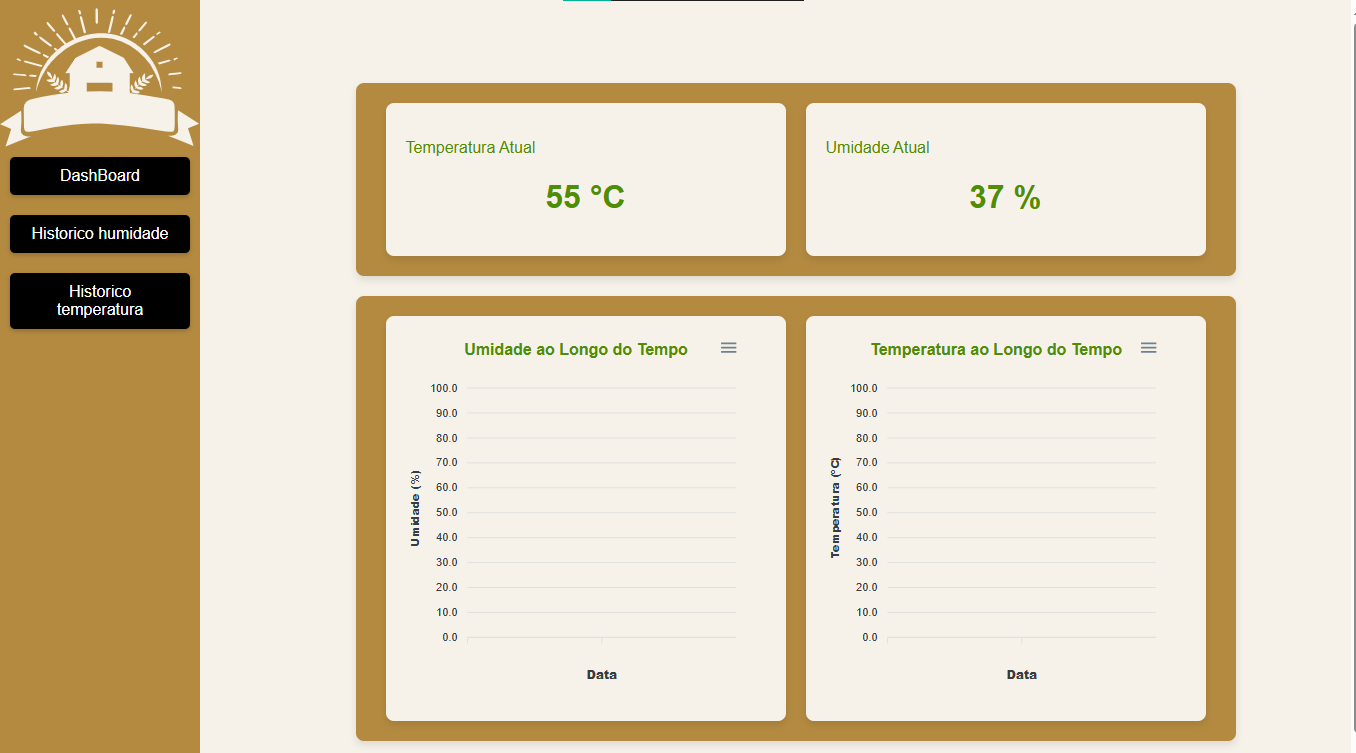 DashBoard
Historico humidade
Historico
temperatura
Temperatura Atual
55 °C
Umidade Atual
37 %
Umidade ao Longo do Tempo
100.0
90.0
80.0
70.0
60.0
50.0
40.0
30.0
20.0
10.0
0.0
Umidade (%)
Data
Temperatura ao Longo do Tempo
100.0
90.0
80.0
70.0
60.0
50.0
40.0
30.0
20.0
10.0
0.0
Temperatura (°C)
Data